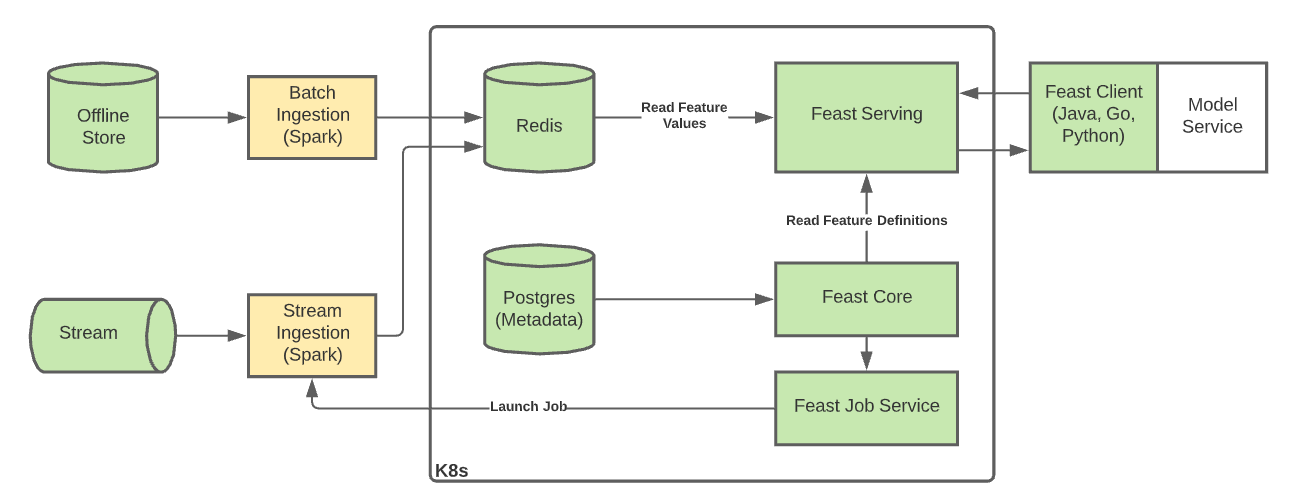 Offline
Store
Batch
Ingestion
(Spark)
Redis
Read Feature
Values
Feast Serving
Feast Client
(Java, Go,
Python)
Model
Service
Read Feature Definitions
Stream
Stream
Ingestion
(Spark)
Postgres
(Metadata)
Feast Core
Launch Job
Feast Job Service
K8s